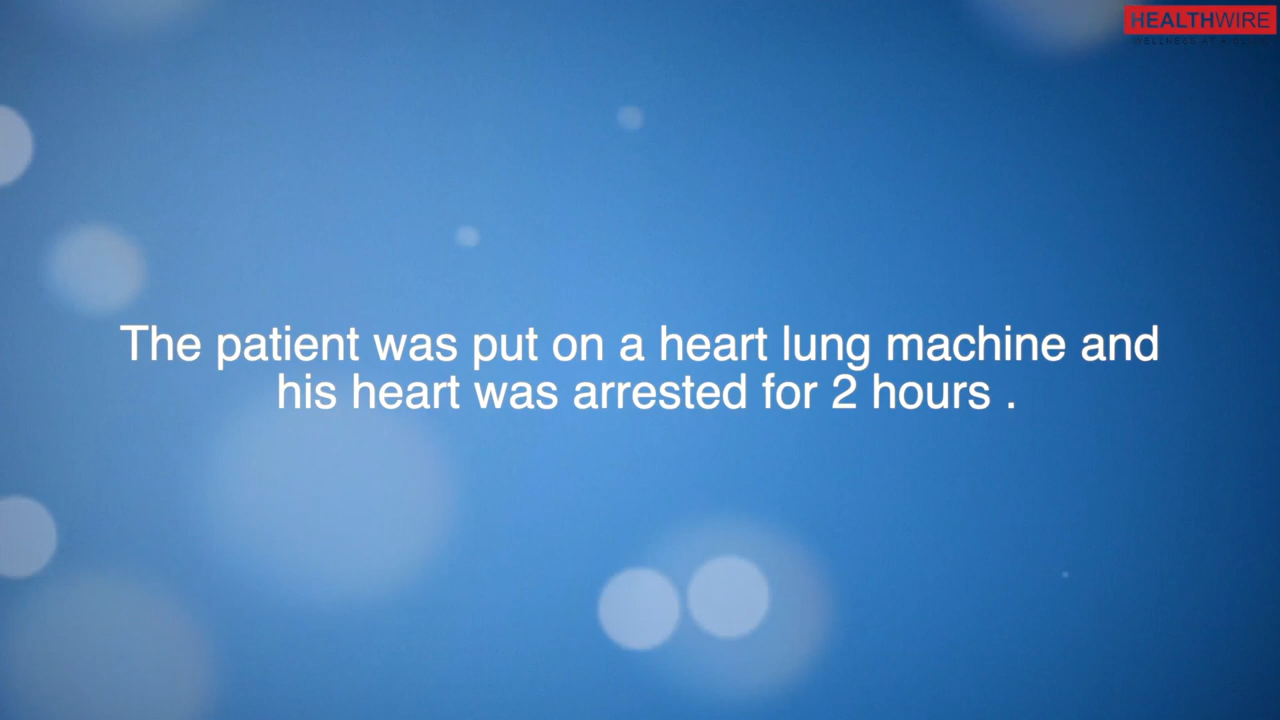 HEALTHWIRE
The patient was put on a heart lung machine and
his heart was arrested for 2 hours .